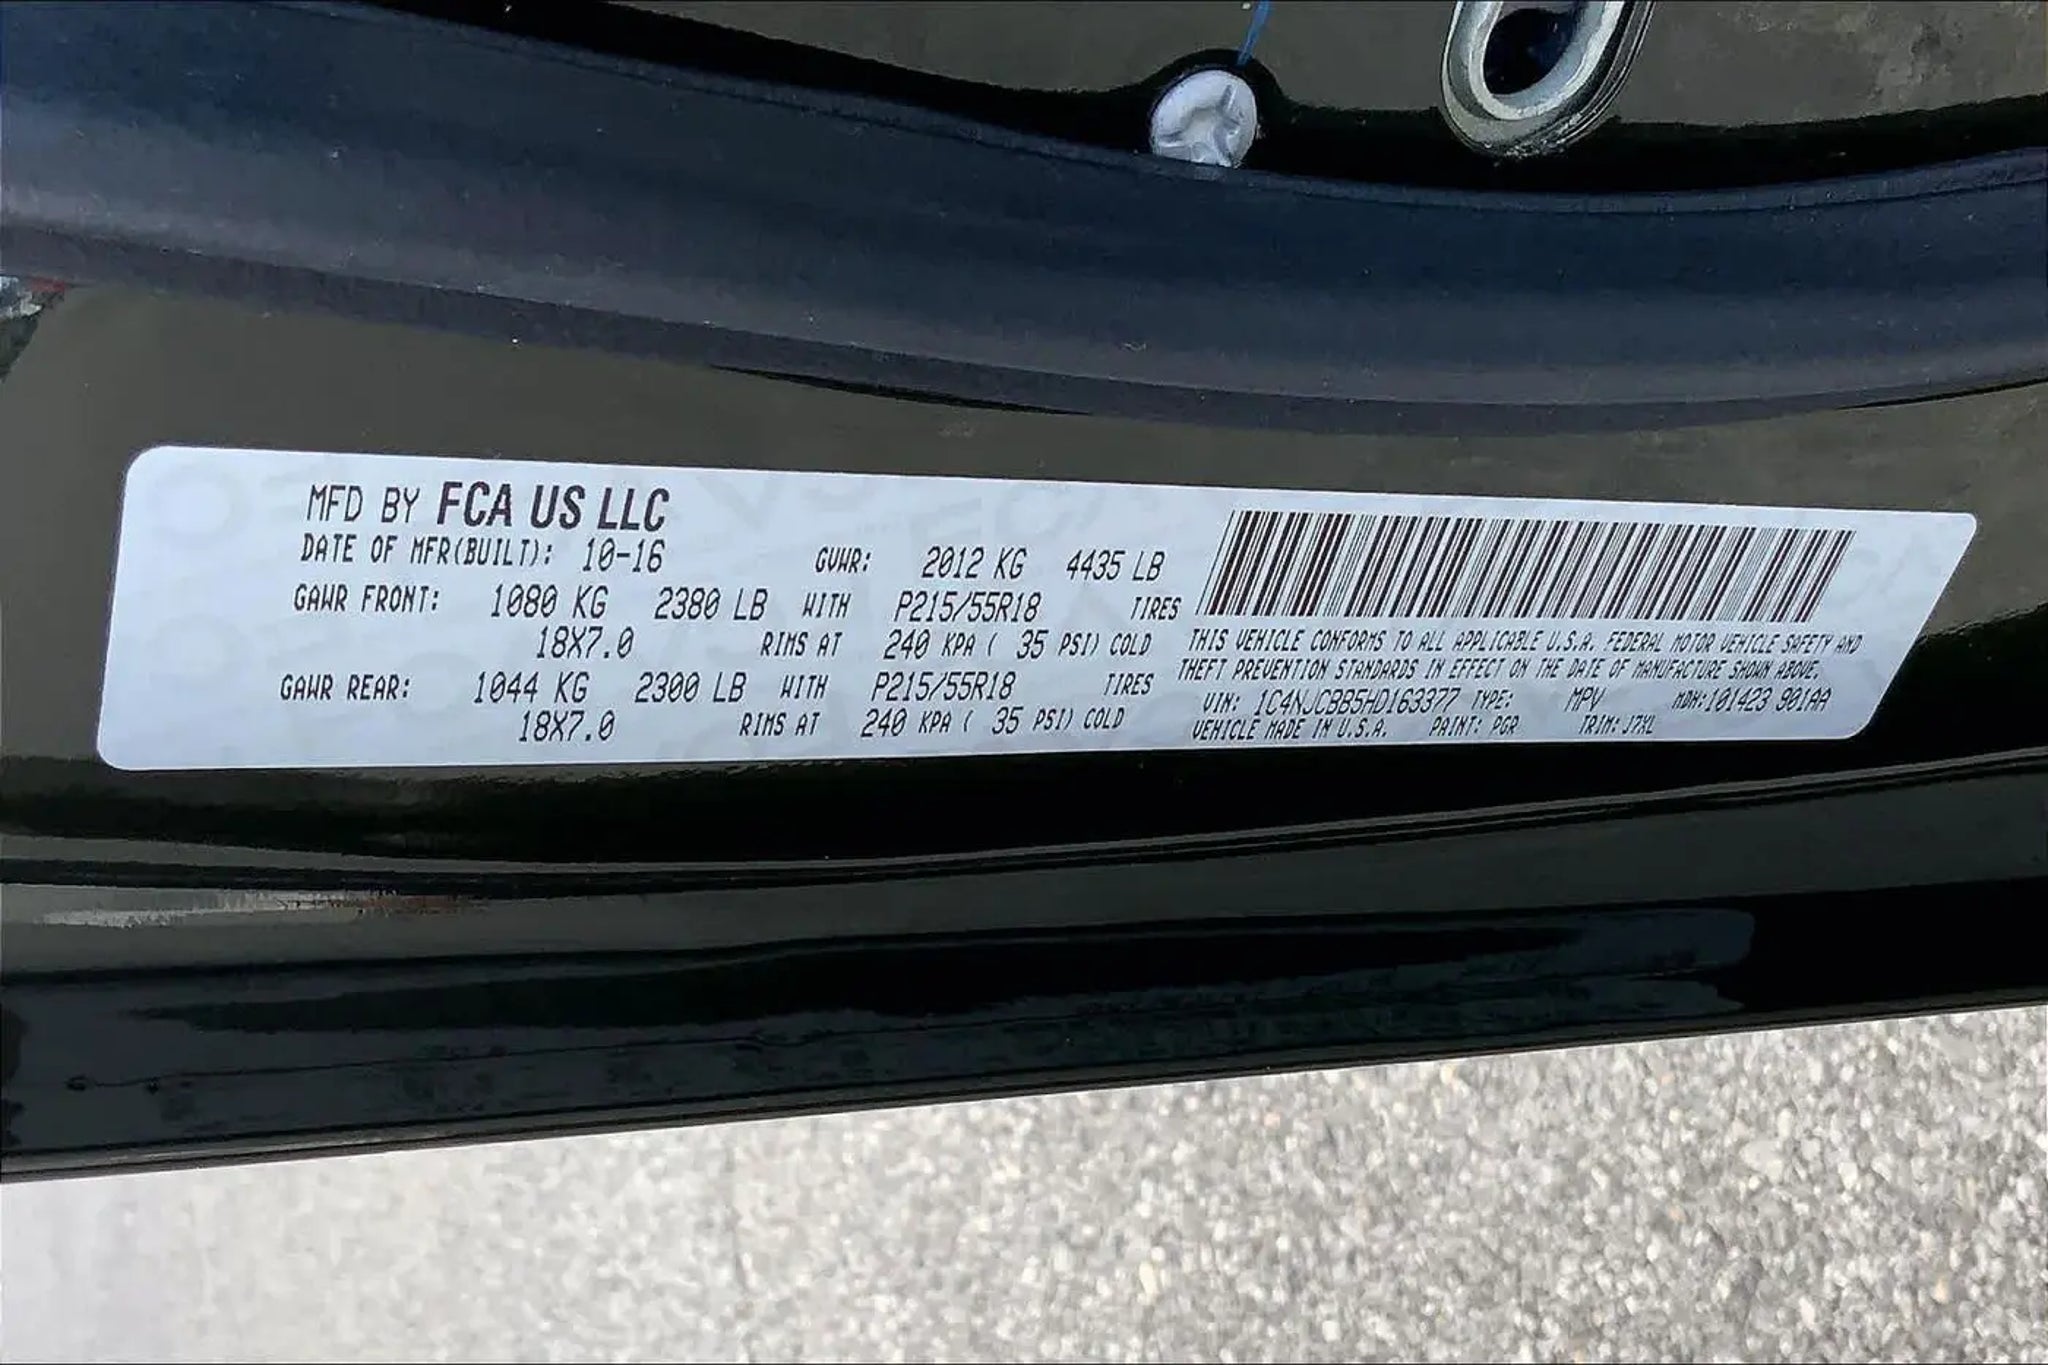 MFD BY FCA US LLC
DATE OF MFR(BUILT): 10-16 GVWR: 2012 KG 4435 LB
GAWR FRONT: 1080 KG 2380 LB WITH P215/55R18 TIRES
18X7.0 RIMS AT 240 KPA ( 35 PSI) COLD
GAWR REAR: 1044 KG 2300 LB WITH P215/55R18 TIRES
18X7.0 RIMS AT 240 KPA ( 35 PSI) COLD
THIS VEHICLE CONFORMS TO ALL APPLICABLE U.S.A. FEDERAL MOTOR VEHICLE SAFETY AND
THEFT PREVENTION STANDARDS IN EFFECT ON THE DATE OF MANUFACTURE SHOWN ABOVE.
VIN: 1C4NJCBB5HD163377 TYPE: MPV MDH:101423 901AA
VEHICLE MADE IN U.S.A. PAINT: PGR TRIM: J7XL